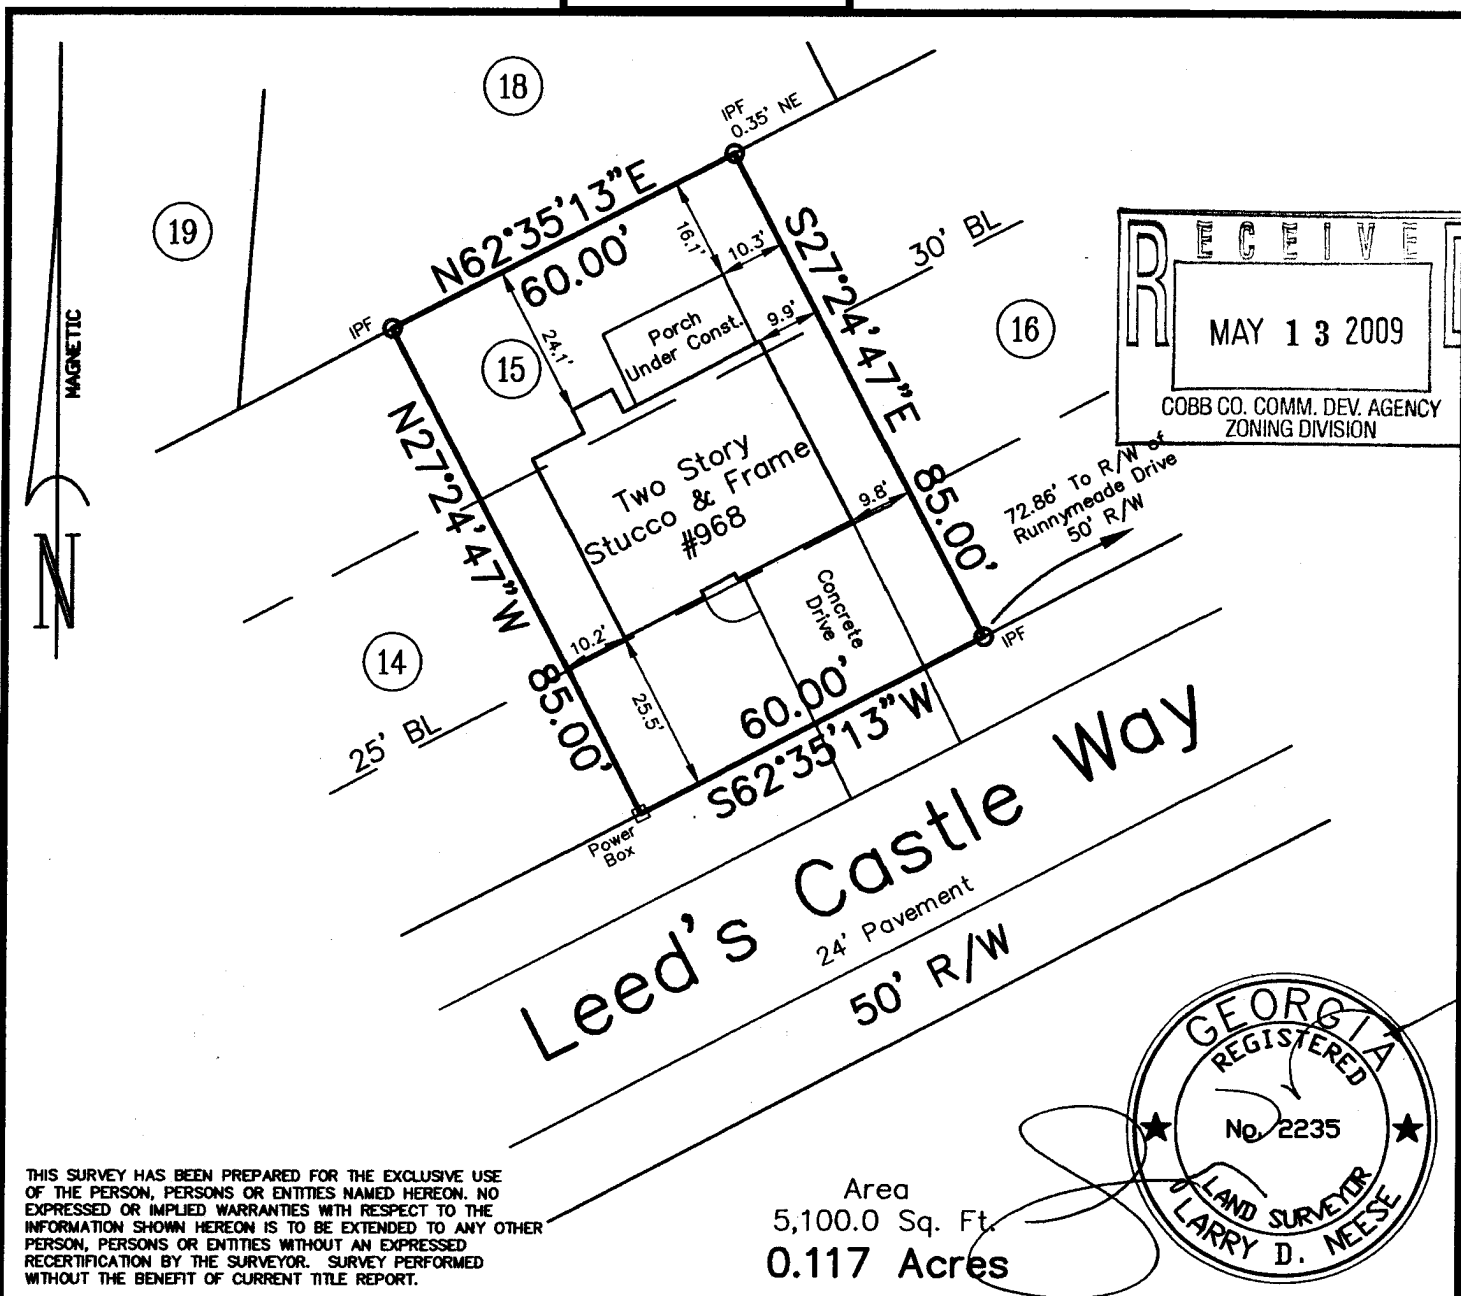 18
IPF
0.35' NE
N62°35'13"E
60.00'
19
16.1'
10.3'
S27°24'47"E
85.00'
30' BL
RECEIVED
MAY 13 2009
COBB CO. COMM. DEV. AGENCY
ZONING DIVISION
MAGNETIC
N
IPF
24.1'
15
Porch
Under Const.
9.9'
16
N27°24'47"W
85.00'
Two Story
Stucco & Frame
#968
9.8'
72.86' To R/W of
Runnymeade Drive
50' R/W
Concrete
Drive
IPF
14
10.2'
25.5'
25' BL
60.00'
S62°35'13"W
Power
Box
Leed's Castle Way
24' Pavement
50' R/W
GEORGIA
REGISTERED
No. 2235
LAND SURVEYOR
LARRY D. NEESE
THIS SURVEY HAS BEEN PREPARED FOR THE EXCLUSIVE USE
OF THE PERSON, PERSONS OR ENTITIES NAMED HEREON. NO
EXPRESSED OR IMPLIED WARRANTIES WITH RESPECT TO THE
INFORMATION SHOWN HEREON IS TO BE EXTENDED TO ANY OTHER
PERSON, PERSONS OR ENTITIES WITHOUT AN EXPRESSED
RECERTIFICATION BY THE SURVEYOR. SURVEY PERFORMED
WITHOUT THE BENEFIT OF CURRENT TITLE REPORT.
Area
5,100.0 Sq. Ft.
0.117 Acres